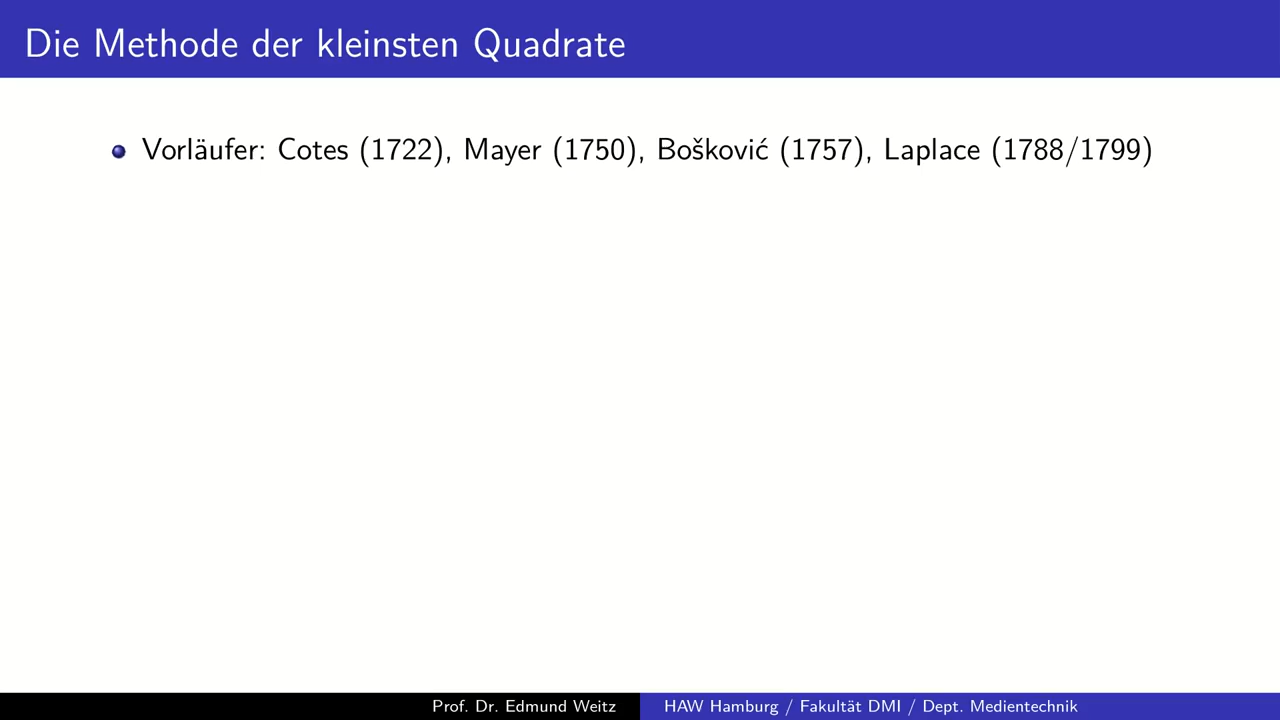 Die Methode der kleinsten Quadrate
Vorläufer: Cotes (1722), Mayer (1750), Bošković (1757), Laplace (1788/1799)
Prof. Dr. Edmund Weitz
HAW Hamburg / Fakultät DMI / Dept. Medientechnik